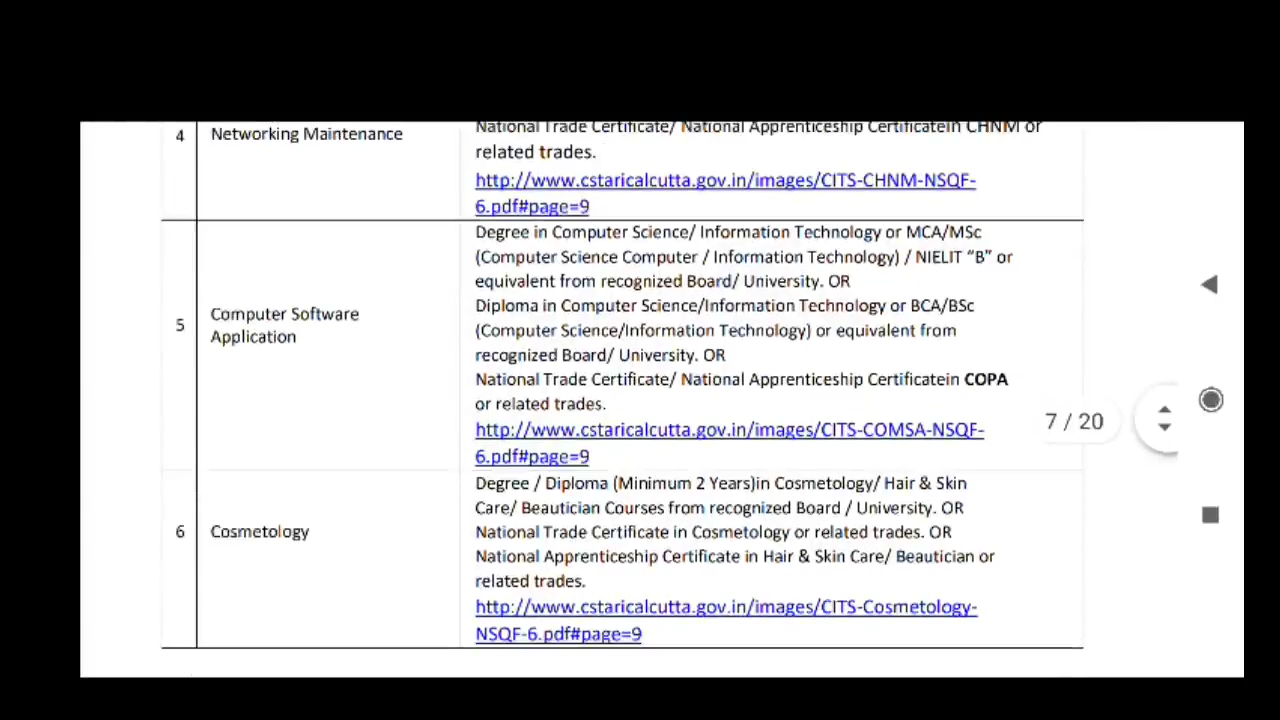 4
Networking Maintenance
National Trade Certificate/ National Apprenticeship Certificatein CHNM or
related trades.
http://www.cstaricalcutta.gov.in/images/CITS-CHNM-NSQF-
6.pdf#page=9
5
Computer Software
Application
Degree in Computer Science/ Information Technology or MCA/MSc
(Computer Science Computer / Information Technology) / NIELIT “B” or
equivalent from recognized Board/ University. OR
Diploma in Computer Science/Information Technology or BCA/BSc
(Computer Science/Information Technology) or equivalent from
recognized Board/ University. OR
National Trade Certificate/ National Apprenticeship Certificatein COPA
or related trades.
http://www.cstaricalcutta.gov.in/images/CITS-COMSA-NSQF-
6.pdf#page=9
7 / 20
6
Cosmetology
Degree / Diploma (Minimum 2 Years)in Cosmetology/ Hair & Skin
Care/ Beautician Courses from recognized Board / University. OR
National Trade Certificate in Cosmetology or related trades. OR
National Apprenticeship Certificate in Hair & Skin Care/ Beautician or
related trades.
http://www.cstaricalcutta.gov.in/images/CITS-Cosmetology-
NSQF-6.pdf#page=9